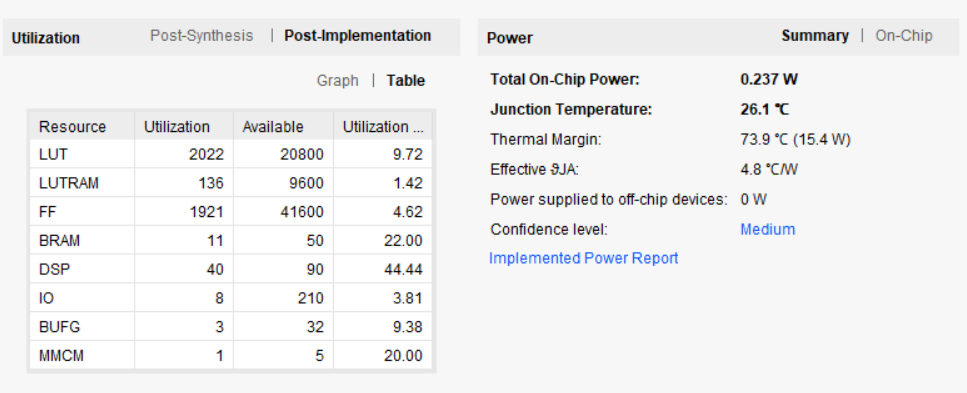 Utilization Post-Synthesis | Post-Implementation
Graph | Table
Resource Utilization Available Utilization ...
LUT 2022 20800 9.72
LUTRAM 136 9600 1.42
FF 1921 41600 4.62
BRAM 11 50 22.00
DSP 40 90 44.44
IO 8 210 3.81
BUFG 3 32 9.38
MMCM 1 5 20.00
Power Summary | On-Chip
Total On-Chip Power: 0.237 W
Junction Temperature: 26.1 °C
Thermal Margin: 73.9 °C (15.4 W)
Effective ϑJA: 4.8 °C/W
Power supplied to off-chip devices: 0 W
Confidence level: Medium
Implemented Power Report